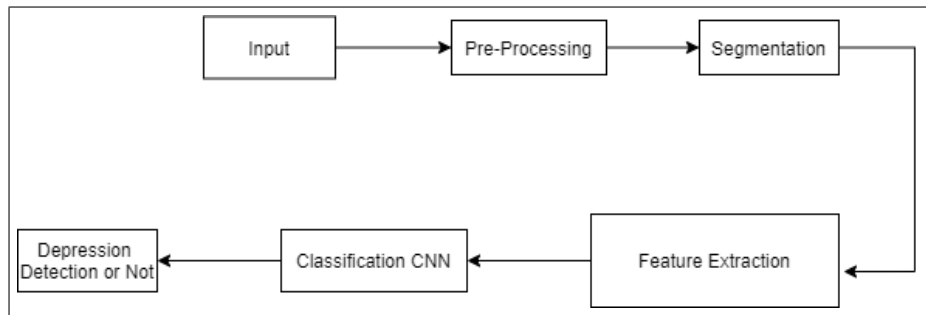 Input
Pre-Processing
Segmentation
Feature Extraction
Classification CNN
Depression
Detection or Not